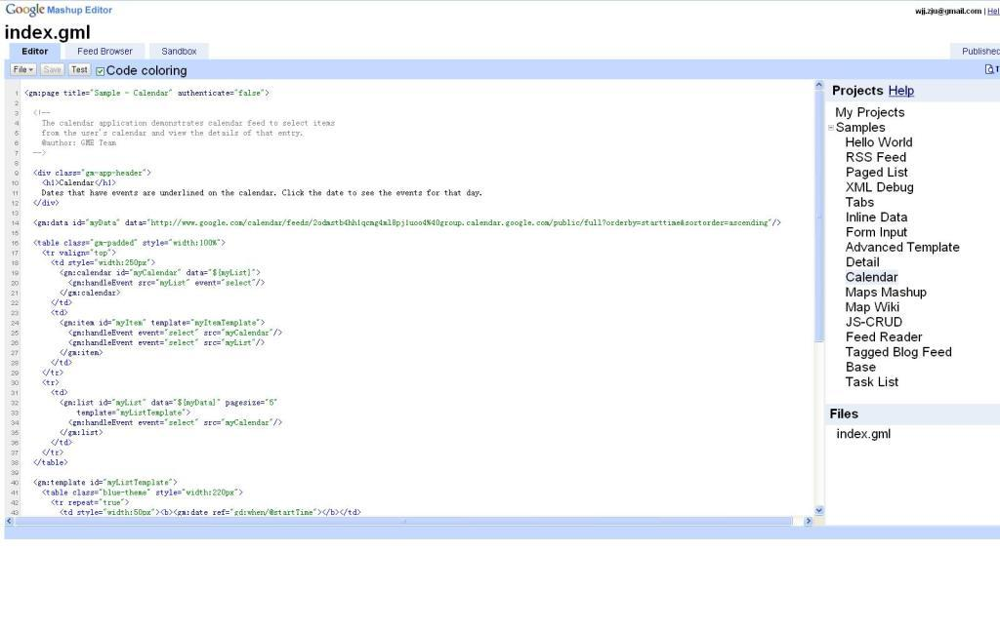 Google Mashup Editor
wjj.zju@gmail.com | Hel
index.gml
Editor Feed Browser Sandbox Published
File Save Test Code coloring
1 <gm:page title="Sample - Calendar" authenticate="false">
2
3 <!--
4 The calendar application demonstrates calendar feed to select items
5 from the user's calendar and view the details of that entry.
6 @author: GME Team
7 -->
8
9 <div class="gm-app-header">
10 <h1>Calendar</h1>
11 Dates that have events are underlined on the calendar. Click the date to see the events for that day.
12 </div>
13
14 <gm:data id="myData" data="http://www.google.com/calendar/feeds/2odmstb4hh1qcmg4ml8pj1uoo4%40group.calendar.google.com/public/full?orderby=starttime&sortorder=ascending"/>
15
16 <table class="gm-padded" style="width:100%">
17 <tr valign="top">
18 <td style="width:250px">
19 <gm:calendar id="myCalendar" data="${myList}">
20 <gm:handleEvent src="myList" event="select"/>
21 </gm:calendar>
22 </td>
23 <td>
24 <gm:item id="myItem" template="myItemTemplate">
25 <gm:handleEvent event="select" src="myCalendar"/>
26 <gm:handleEvent event="select" src="myList"/>
27 </gm:item>
28 </td>
29 </tr>
30 <tr>
31 <td>
32 <gm:list id="myList" data="${myData}" pagesize="5"
33 template="myListTemplate">
34 <gm:handleEvent event="select" src="myCalendar"/>
35 </gm:list>
36 </td>
37 </tr>
38 </table>
39
40 <gm:template id="myListTemplate">
41 <table class="blue-theme" style="width:220px">
42 <tr repeat="true">
43 <td style="width:50px"><b><gm:date ref="gd:when/@startTime"></b></td>
Projects Help
My Projects
Samples
Hello World
RSS Feed
Paged List
XML Debug
Tabs
Inline Data
Form Input
Advanced Template
Detail
Calendar
Maps Mashup
Map Wiki
JS-CRUD
Feed Reader
Tagged Blog Feed
Base
Task List
Files
index.gml